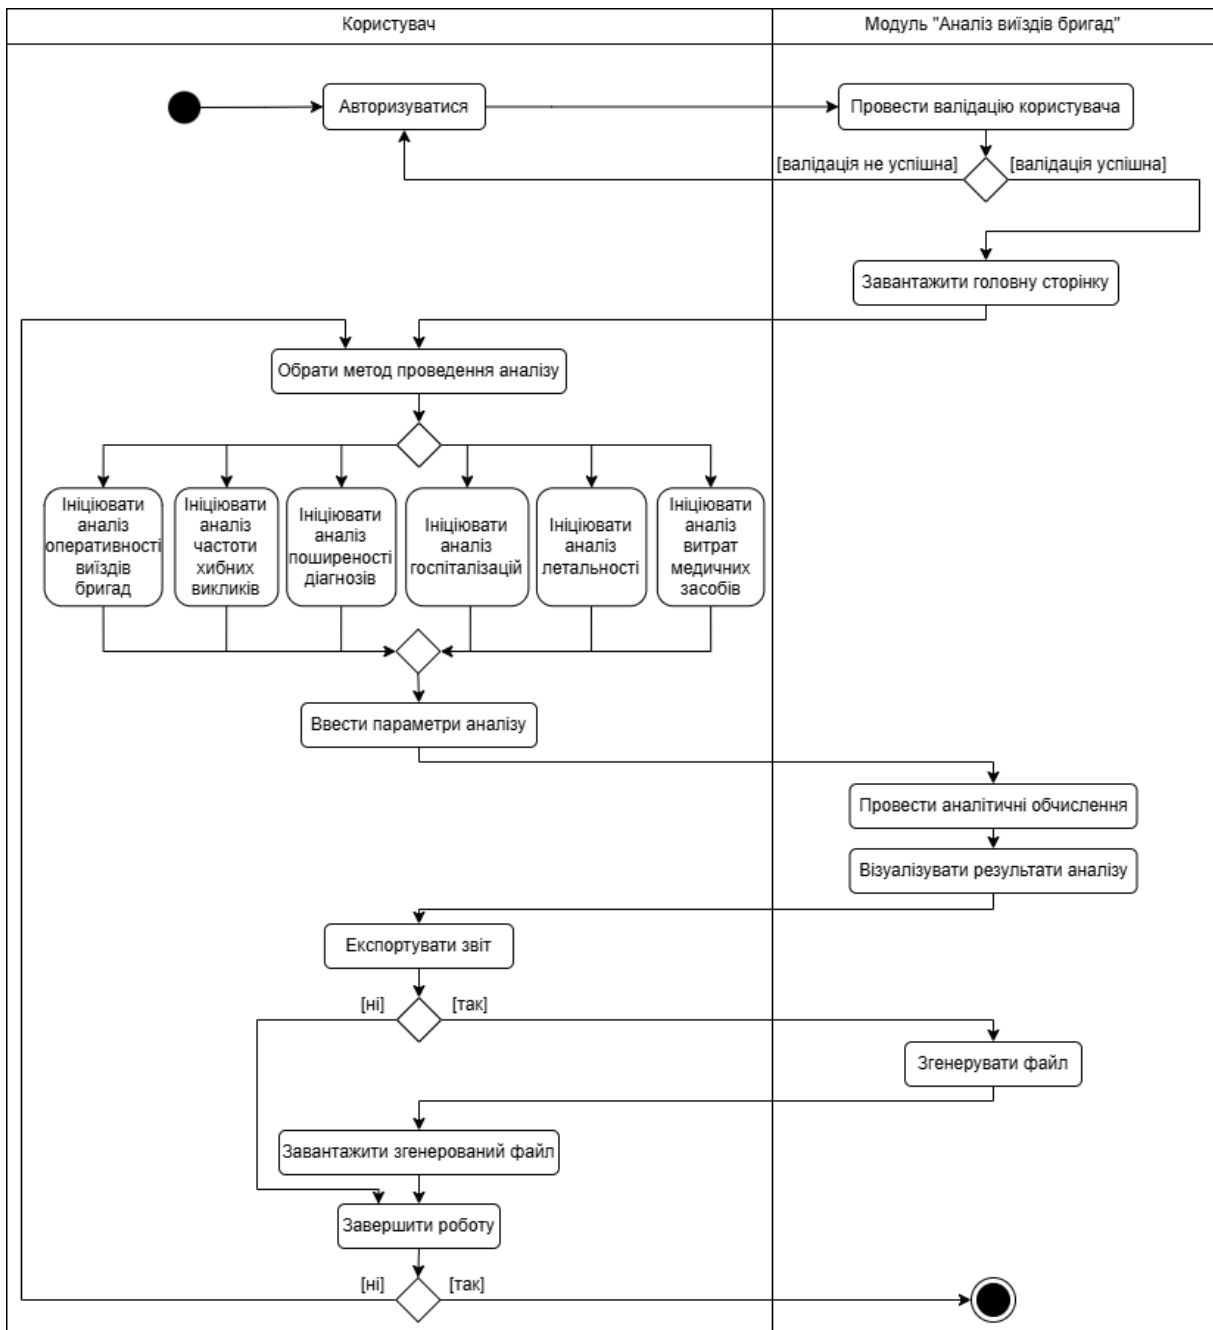 Користувач
Модуль "Аналіз виїздів бригад"
Авторизуватися
Провести валідацію користувача
[валідація не успішна]
[валідація успішна]
Завантажити головну сторінку
Обрати метод проведення аналізу
Ініціювати
аналіз
оперативності
виїздів
бригад
Ініціювати
аналіз
частоти
хибних
викликів
Ініціювати
аналіз
поширеності
діагнозів
Ініціювати
аналіз
госпіталізацій
Ініціювати
аналіз
летальності
Ініціювати
аналіз
витрат
медичних
засобів
Ввести параметри аналізу
Провести аналітичні обчислення
Візуалізувати результати аналізу
Експортувати звіт
[ні]
[так]
Згенерувати файл
Завантажити згенерований файл
Завершити роботу
[ні]
[так]